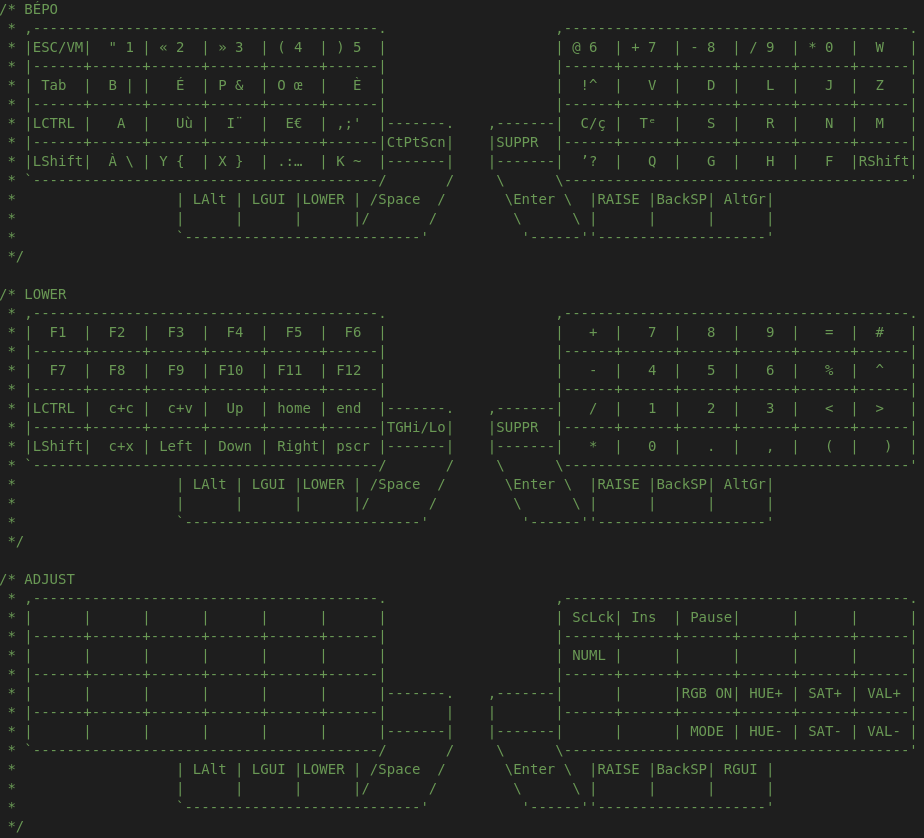 /* BÉPO
 * ,-----------------------------------------.                    ,-----------------------------------------.
 * |ESC/VM|  " 1 | « 2  | » 3  | ( 4  | ) 5  |                    | @ 6  | + 7  | - 8  | / 9  | * 0  |  W   |
 * |------+------+------+------+------+------|                    |------+------+------+------+------+------|
 * | Tab  |  B | |   É  | P &  | O œ  |   È  |                    |  !^  |   V  |   D  |   L  |   J  |  Z   |
 * |------+------+------+------+------+------|                    |------+------+------+------+------+------|
 * |LCTRL |   A  |   Uù |  I¨  |  E€  | ,;'  |-------.    ,-------|  C/ç |  Tᵉ  |   S  |   R  |   N  |  M   |
 * |------+------+------+------+------+------|CtPtScn|    |SUPPR  |------+------+------+------+------+------|
 * |LShift|  À \ | Y {  | X }  | .:…  | K ~  |-------|    |-------|  ’?  |   Q  |   G  |   H  |   F  |RShift|
 * `-----------------------------------------/       /     \      \-----------------------------------------'
 *                   | LAlt | LGUI |LOWER | /Space  /       \Enter \  |RAISE |BackSP| AltGr|
 *                   |      |      |      |/       /         \      \ |      |      |      |
 *                   `----------------------------'           '------''--------------------'
 */

/* LOWER
 * ,-----------------------------------------.                    ,-----------------------------------------.
 * |  F1  |  F2  |  F3  |  F4  |  F5  |  F6  |                    |   +  |   7  |   8  |   9  |   =  |  #   |
 * |------+------+------+------+------+------|                    |------+------+------+------+------+------|
 * |  F7  |  F8  |  F9  | F10  | F11  | F12  |                    |   -  |   4  |   5  |   6  |   %  |  ^   |
 * |------+------+------+------+------+------|                    |------+------+------+------+------+------|
 * |LCTRL |  c+c |  c+v |  Up  | home | end  |-------.    ,-------|   /  |   1  |   2  |   3  |   <  |  >   |
 * |------+------+------+------+------+------|TGHi/Lo|    |SUPPR  |------+------+------+------+------+------|
 * |LShift|  c+x | Left | Down | Right| pscr |-------|    |-------|   *  |   0  |   .  |   ,  |   (  |   )  |
 * `-----------------------------------------/       /     \      \-----------------------------------------'
 *                   | LAlt | LGUI |LOWER | /Space  /       \Enter \  |RAISE |BackSP| AltGr|
 *                   |      |      |      |/       /         \      \ |      |      |      |
 *                   `----------------------------'           '------''--------------------'
 */

/* ADJUST
 * ,-----------------------------------------.                    ,-----------------------------------------.
 * |      |      |      |      |      |      |                    | ScLck| Ins  | Pause|      |      |      |
 * |------+------+------+------+------+------|                    |------+------+------+------+------+------|
 * |      |      |      |      |      |      |                    | NUML |      |      |      |      |      |
 * |------+------+------+------+------+------|                    |------+------+------+------+------+------|
 * |      |      |      |      |      |      |-------.    ,-------|      |      |RGB ON| HUE+ | SAT+ | VAL+ |
 * |------+------+------+------+------+------|       |    |       |------+------+------+------+------+------|
 * |      |      |      |      |      |      |-------|    |-------|      |      | MODE | HUE- | SAT- | VAL- |
 * `-----------------------------------------/       /     \      \-----------------------------------------'
 *                   | LAlt | LGUI |LOWER | /Space  /       \Enter \  |RAISE |BackSP| RGUI |
 *                   |      |      |      |/       /         \      \ |      |      |      |
 *                   `----------------------------'           '------''--------------------'
 */